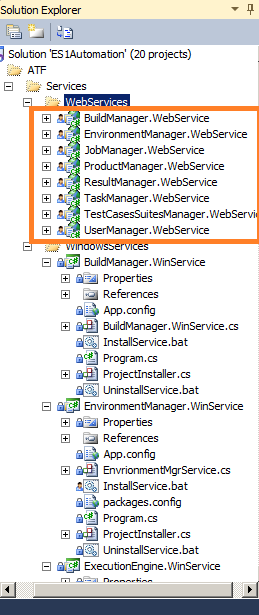 Solution Explorer
Solution 'ES1Automation' (20 projects)
ATF
Services
WebServices
BuildManager.WebService
EnvironmentManager.WebService
JobManager.WebService
ProductManager.WebService
ResultManager.WebService
TaskManager.WebService
TestCasesSuitesManager.WebServi
UserManager.WebService
WindowsServices
BuildManager.WinService
Properties
References
App.config
BuildManager.WinService.cs
InstallService.bat
Program.cs
ProjectInstaller.cs
UninstallService.bat
EnvironmentManager.WinService
Properties
References
App.config
EnvrionmentMgrService.cs
InstallService.bat
packages.config
Program.cs
ProjectInstaller.cs
UninstallService.bat
ExecutionEngine.WinService
Properties